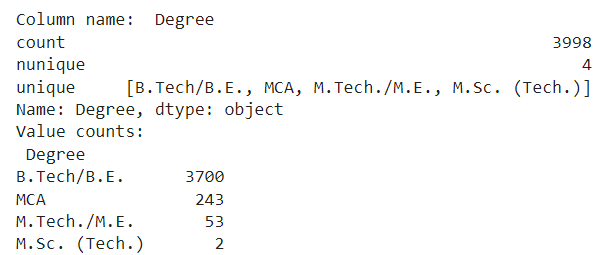 Column name:  Degree
count                                                 3998
nunique                                                  4
unique     [B.Tech/B.E., MCA, M.Tech./M.E., M.Sc. (Tech.)]
Name: Degree, dtype: object
Value counts:
 Degree
B.Tech/B.E.      3700
MCA               243
M.Tech./M.E.       53
M.Sc. (Tech.)       2